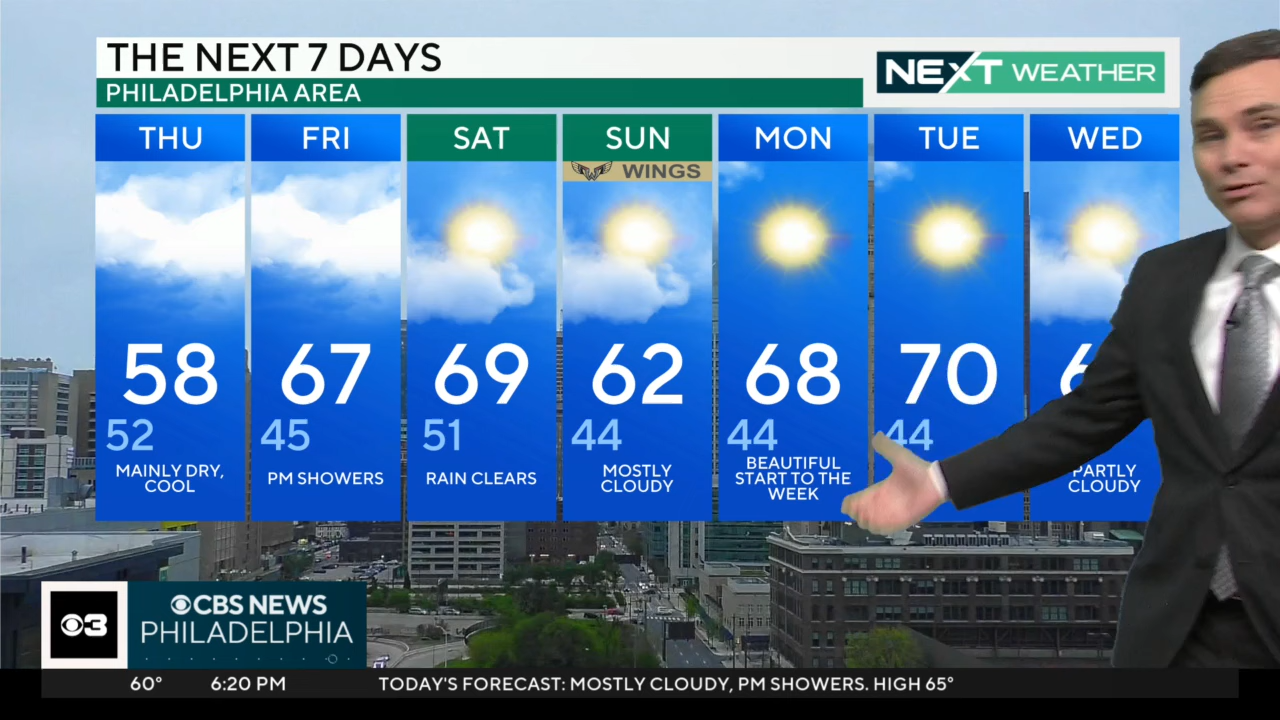 THE NEXT 7 DAYS
PHILADELPHIA AREA
NEXT WEATHER
THU
FRI
SAT
SUN
MON
TUE
WED
WINGS
58
67
69
62
68
70
52
45
51
44
44
44
MAINLY DRY,
COOL
PM SHOWERS
RAIN CLEARS
MOSTLY
CLOUDY
BEAUTIFUL
START TO THE
WEEK
PARTLY
CLOUDY
3
CBS NEWS
PHILADELPHIA
60° 6:20 PM TODAY'S FORECAST: MOSTLY CLOUDY, PM SHOWERS. HIGH 65°